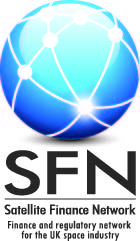 SFN
Satellite Finance Network
Finance and regulatory network
for the UK space industry